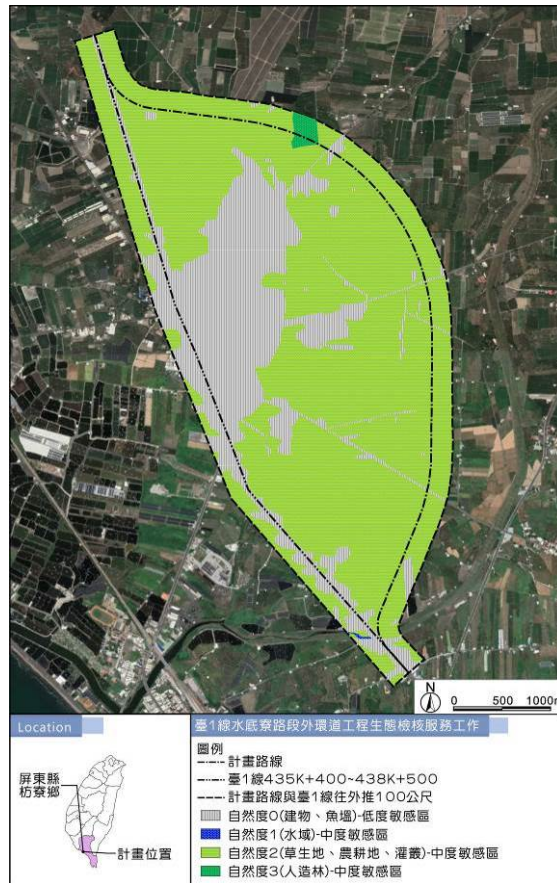 N
0 500 1000m
Location
屏東縣
枋寮鄉
計畫位置
臺1線水底寮路段外環道工程生態檢核服務工作
圖例
計畫路線
臺1線435K+400~438K+500
計畫路線與臺1線往外推100公尺
自然度0(建物、魚塭)-低度敏感區
自然度1(水域)-中度敏感區
自然度2(草生地、農耕地、灌叢)-中度敏感區
自然度3(人造林)-中度敏感區